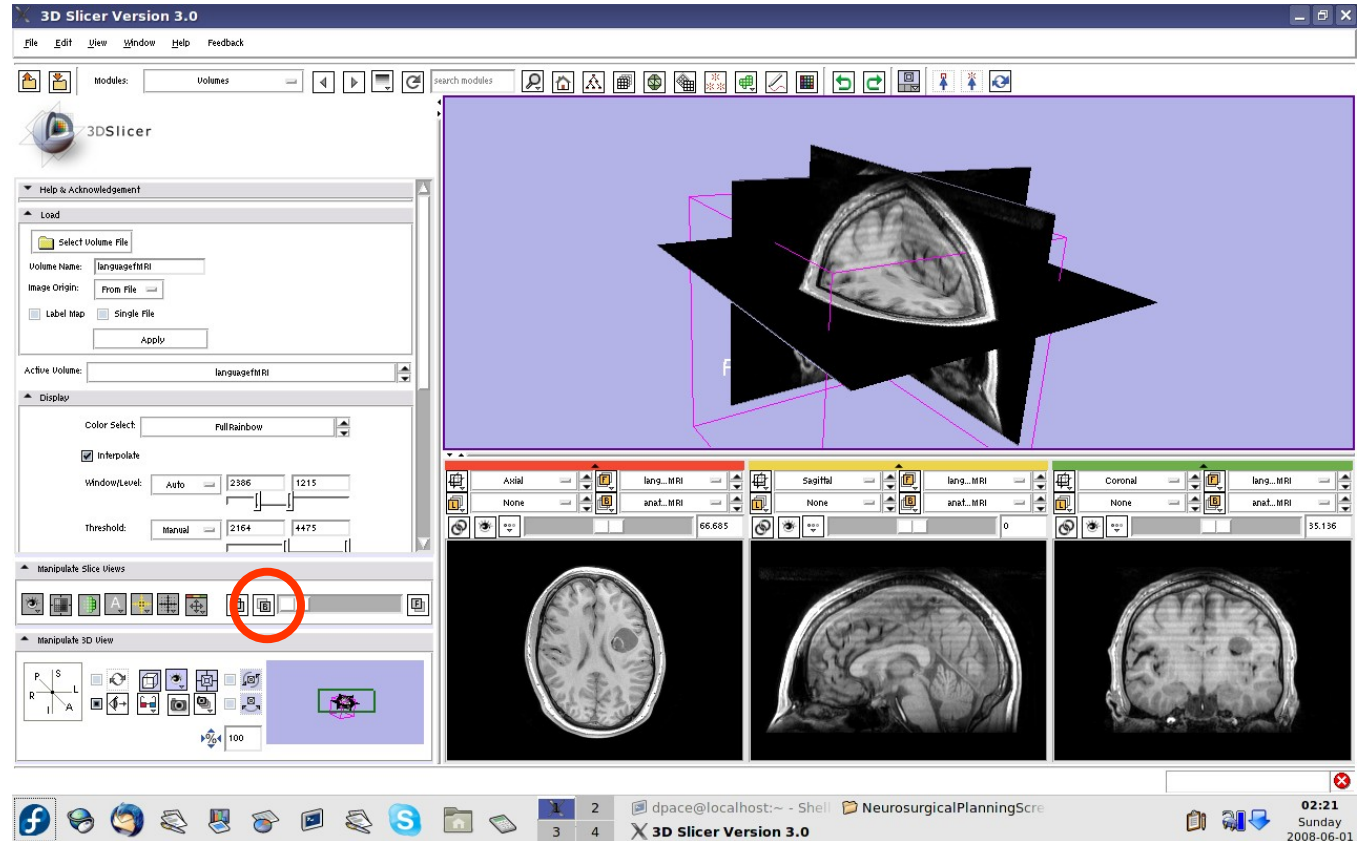 3D Slicer Version 3.0
File Edit View Window Help Feedback
Modules: Volumes search modules
3DSlicer
Help & Acknowledgement
Load
Select Volume File
Volume Name: languagefMRI
Image Origin: From File
Label Map Single File
Apply
Active Volume: languagefMRI
Display
Color Select: FullRainbow
Interpolate
Window/Level: Auto 2386 1215
Threshold: Manual 2164 4475
Manipulate Slice Views
A B F
Manipulate 3D View
P S
R L
I A
% 100
F
Axial F lang...MRI
L None B anat...MRI
66.685
Sagittal F lang...MRI
L None B anat...MRI
0
Coronal F lang...MRI
L None B anat...MRI
35.136
1 2 dpace@localhost:~ - Shell NeurosurgicalPlanningScre
3 4 3D Slicer Version 3.0
02:21
Sunday
2008-06-01